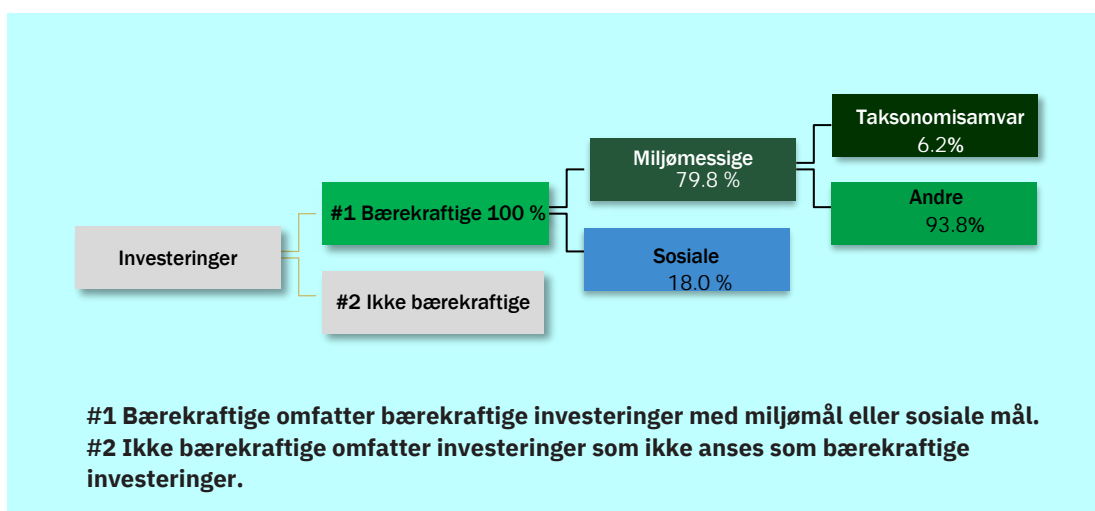 Taksonomisamvar
6.2%
Miljømessige
79.8 %
Andre
93.8%
#1 Bærekraftige 100 %
Investeringer
Sosiale
18.0 %
#2 Ikke bærekraftige
#1 Bærekraftige omfatter bærekraftige investeringer med miljømål eller sosiale mål.
#2 Ikke bærekraftige omfatter investeringer som ikke anses som bærekraftige
investeringer.